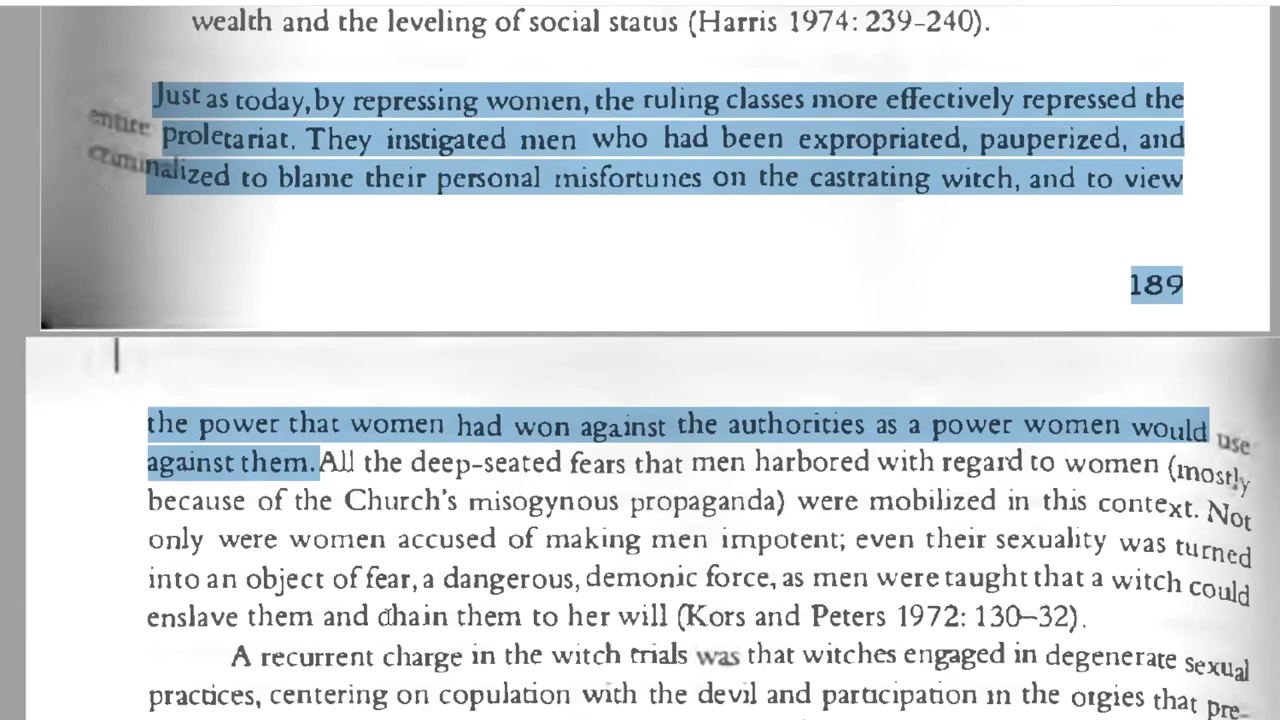 wealth and the leveling of social status (Harris 1974: 239-240).
Just as today, by repressing women, the ruling classes more effectively repressed the
entire proletariat. They instigated men who had been expropriated, pauperized, and
criminalized to blame their personal misfortunes on the castrating witch, and to view
189
the power that women had won against the authorities as a power women would use
against them. All the deep-seated fears that men harbored with regard to women (mostly
because of the Church's misogynous propaganda) were mobilized in this context. Not
only were women accused of making men impotent; even their sexuality was turned
into an object of fear, a dangerous, demonic force, as men were taught that a witch could
enslave them and chain them to her will (Kors and Peters 1972: 130–32).
A recurrent charge in the witch trials was that witches engaged in degenerate sexual
practices, centering on copulation with the devil and participation in the orgies that pre-